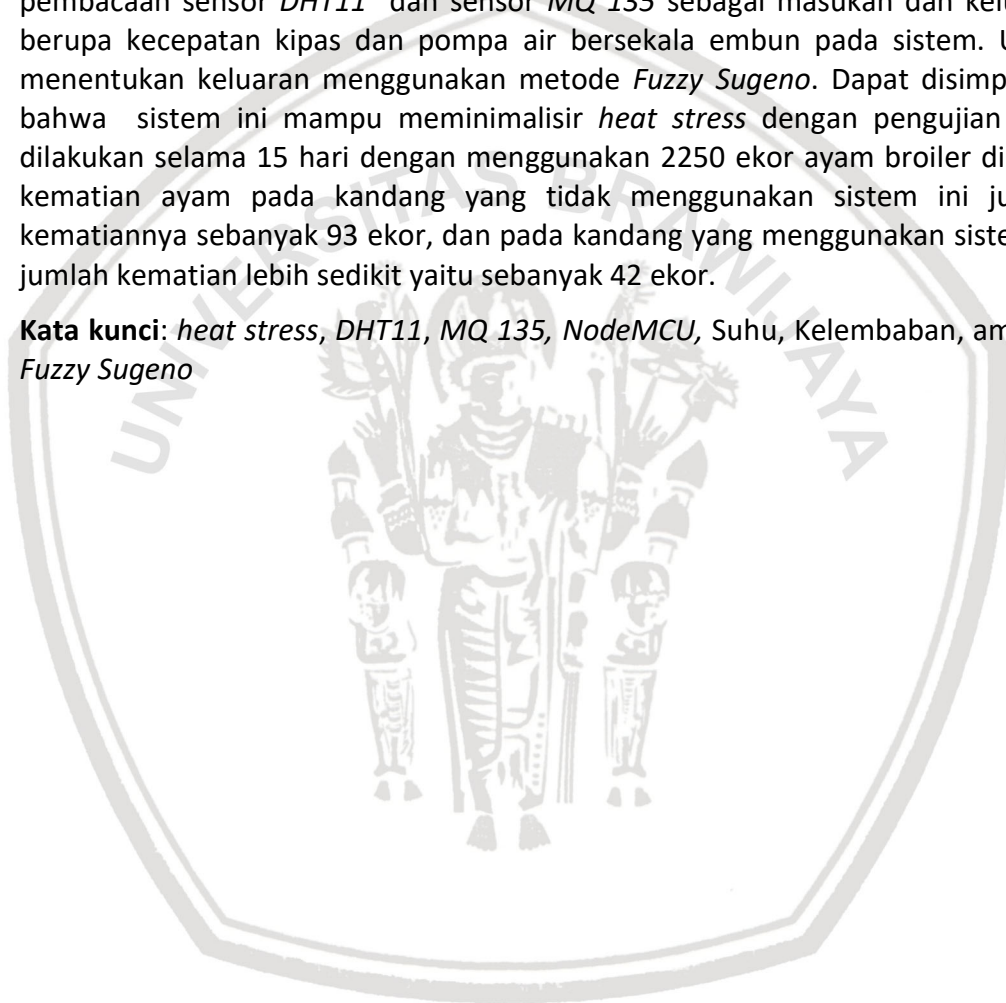 pembacaan sensor DHT11 dan sensor MQ 135 sebagai masukan dan kelu
berupa kecepatan kipas dan pompa air bersekala embun pada sistem. U
menentukan keluaran menggunakan metode Fuzzy Sugeno. Dapat disimp
bahwa sistem ini mampu meminimalisir heat stress dengan pengujian
dilakukan selama 15 hari dengan menggunakan 2250 ekor ayam broiler di
kematian ayam pada kandang yang tidak menggunakan sistem ini ju
kematiannya sebanyak 93 ekor, dan pada kandang yang menggunakan siste
jumlah kematian lebih sedikit yaitu sebanyak 42 ekor.
Kata kunci: heat stress, DHT11, MQ 135, NodeMCU, Suhu, Kelembaban, am
Fuzzy Sugeno
UNIVERSITAS BRAWIJAYA